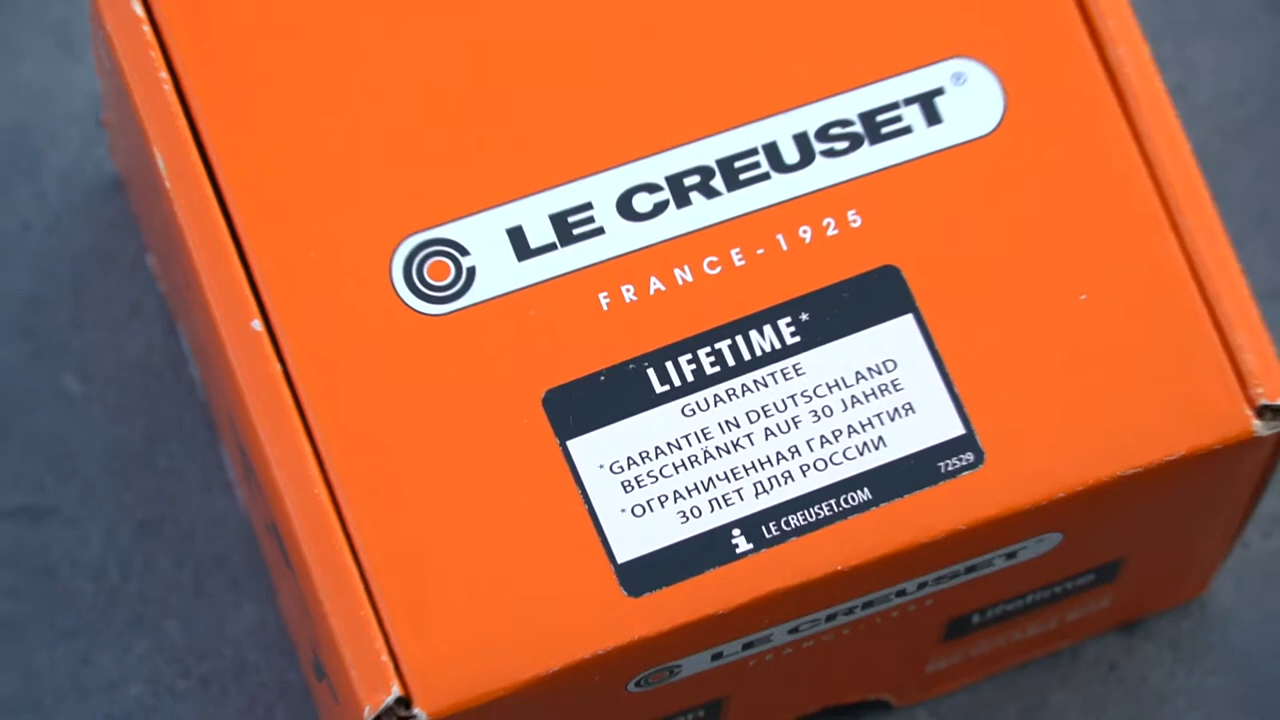 LE CREUSET®
FRANCE-1925
LIFETIME*
GUARANTEE
*GARANTIE IN DEUTSCHLAND
BESCHRÄNKT AUF 30 JAHRE
*ОГРАНИЧЕННАЯ ГАРАНТИЯ
30 ЛЕТ ДЛЯ РОССИИ
72529
LE CREUSET.COM
LE CREUSET
Lifetime